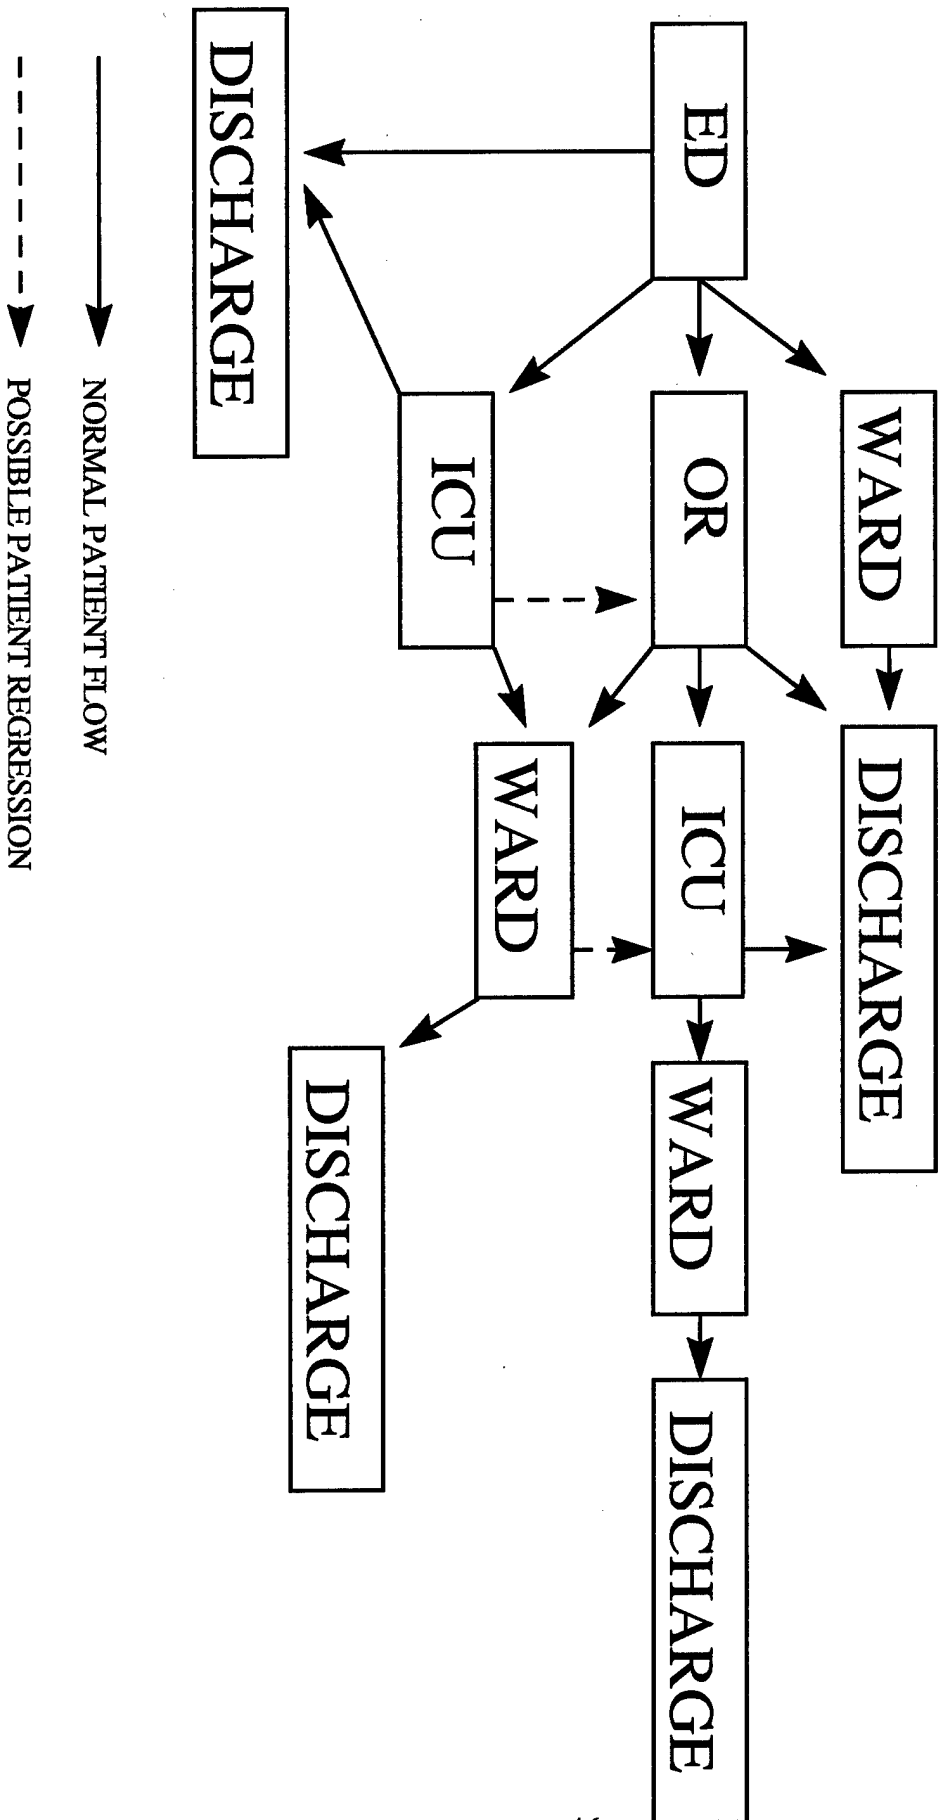 WARD
DISCHARGE
ED
OR
ICU
WARD
DISCHARGE
ICU
WARD
DISCHARGE
DISCHARGE
NORMAL PATIENT FLOW
POSSIBLE PATIENT REGRESSION